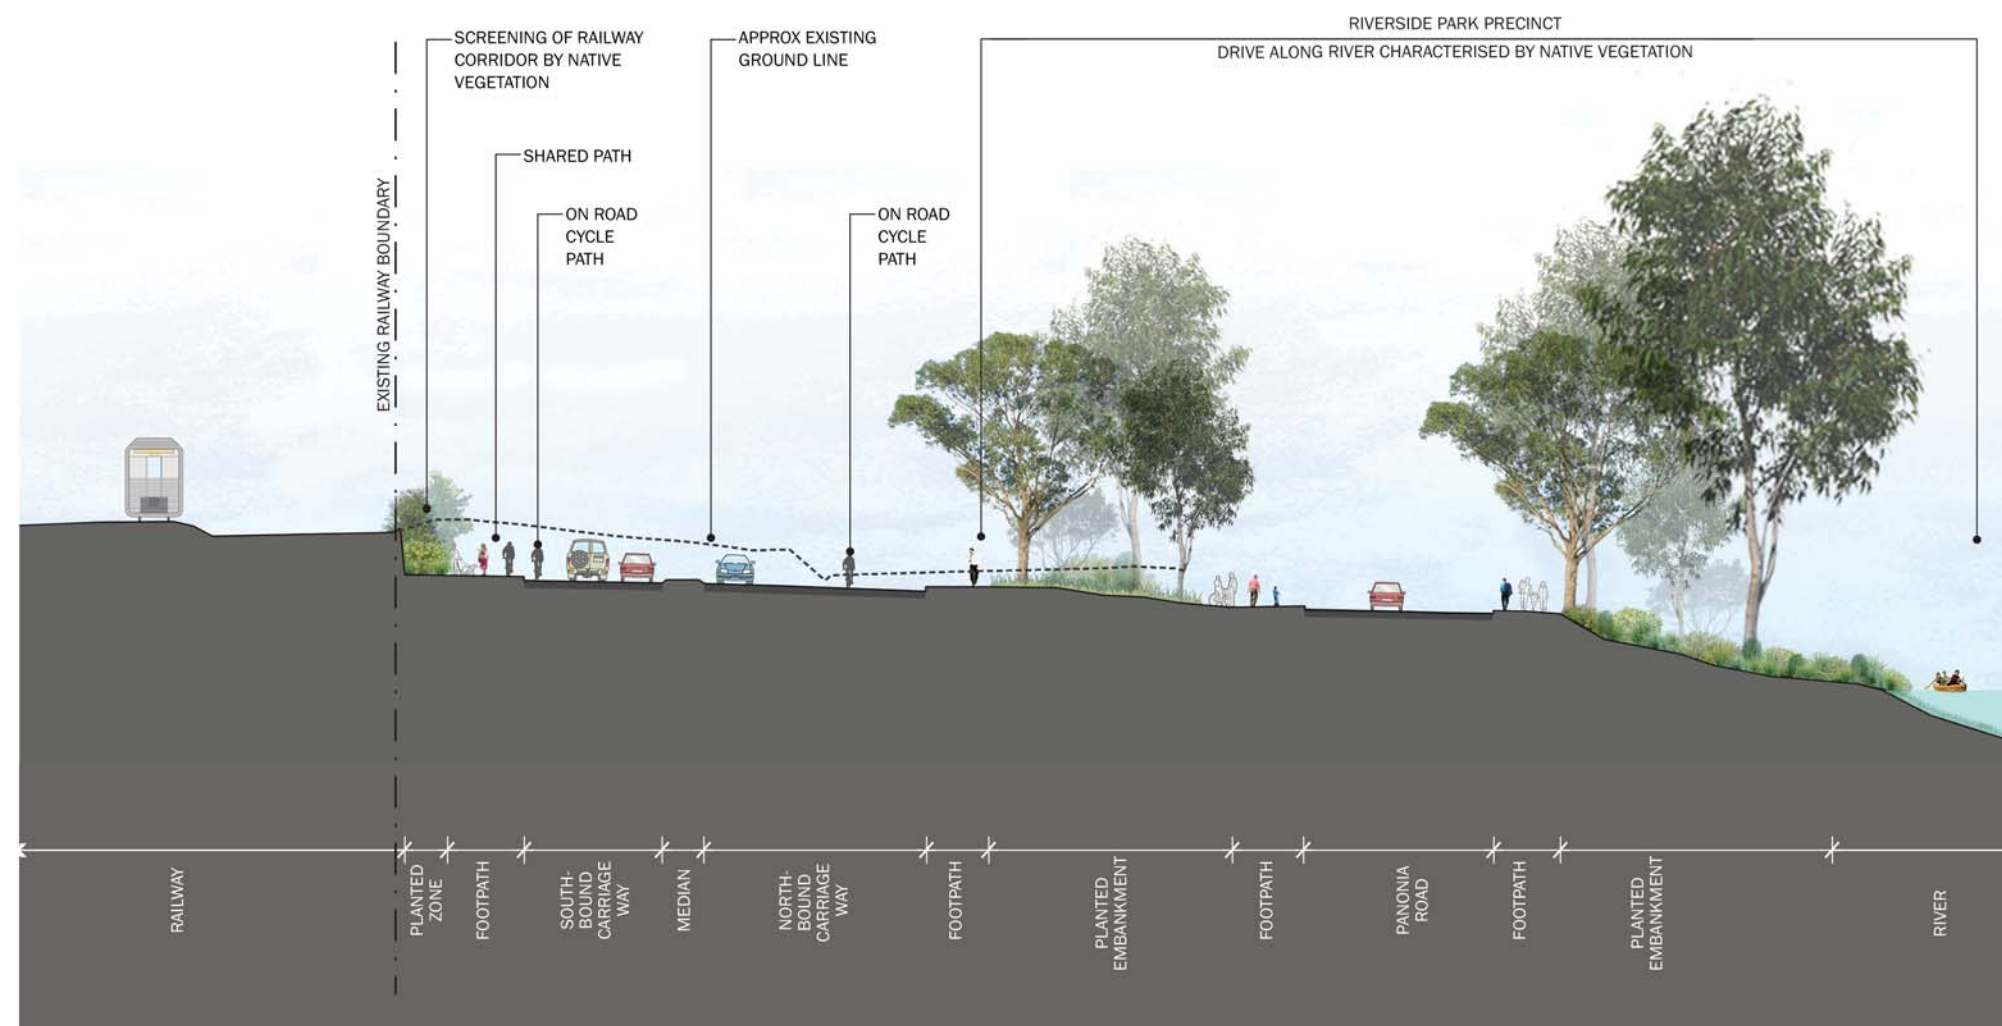 RIVERSIDE PARK PRECINCT
DRIVE ALONG RIVER CHARACTERISED BY NATIVE VEGETATION
SCREENING OF RAILWAY
CORRIDOR BY NATIVE
VEGETATION
APPROX EXISTING
GROUND LINE
SHARED PATH
ON ROAD
CYCLE
PATH
ON ROAD
CYCLE
PATH
EXISTING RAILWAY BOUNDARY
RAILWAY
PLANTED
ZONE
FOOTPATH
SOUTH-
BOUND
CARRIAGE
WAY
MEDIAN
NORTH-
BOUND
CARRIAGE
WAY
FOOTPATH
PLANTED
EMBANKMENT
FOOTPATH
PANONIA
ROAD
FOOTPATH
PLANTED
EMBANKMENT
RIVER